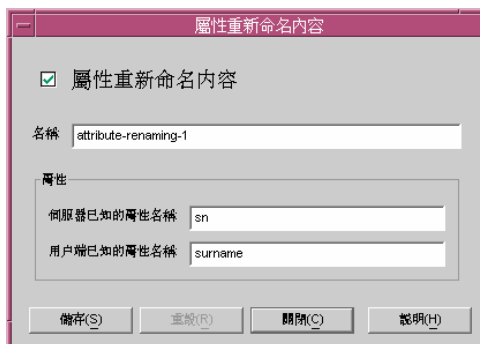 屬性重新命名內容
屬性重新命名內容
名稱 attribute-renaming-1
屬性
伺服器已知的屬性名稱 sn
用戶端已知的屬性名稱 surname
儲存(S) 重設(R) 關閉(C) 說明(H)